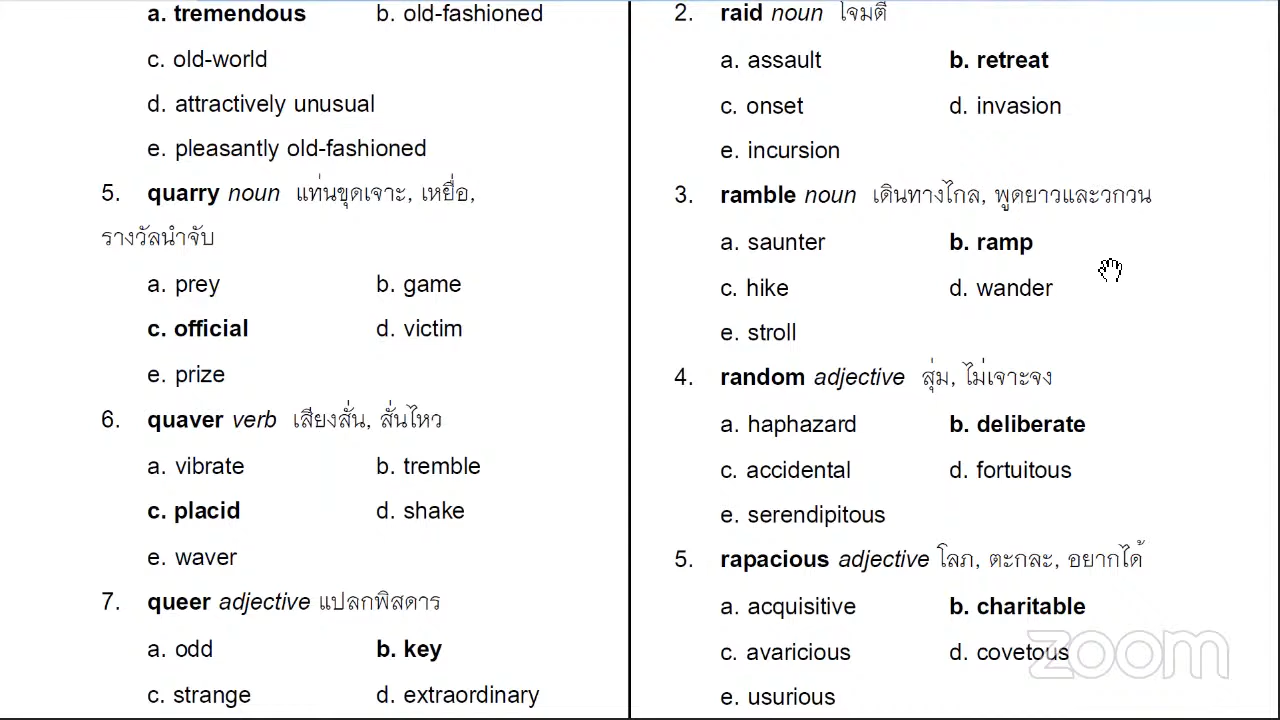 a. tremendous b. old-fashioned
c. old-world
d. attractively unusual
e. pleasantly old-fashioned
5. quarry noun แท่นขุดเจาะ, เหยื่อ,
รางวัลนำจับ
a. prey b. game
c. official d. victim
e. prize
6. quaver verb เสียงสั่น, สั่นไหว
a. vibrate b. tremble
c. placid d. shake
e. waver
7. queer adjective แปลกพิสดาร
a. odd b. key
c. strange d. extraordinary
2. raid noun โจมตี
a. assault b. retreat
c. onset d. invasion
e. incursion
3. ramble noun เดินทางไกล, พูดยาวและวกวน
a. saunter b. ramp
c. hike d. wander
e. stroll
4. random adjective สุ่ม, ไม่เจาะจง
a. haphazard b. deliberate
c. accidental d. fortuitous
e. serendipitous
5. rapacious adjective โลภ, ตะกละ, อยากได้
a. acquisitive b. charitable
c. avaricious d. covetous
e. usurious
zoom